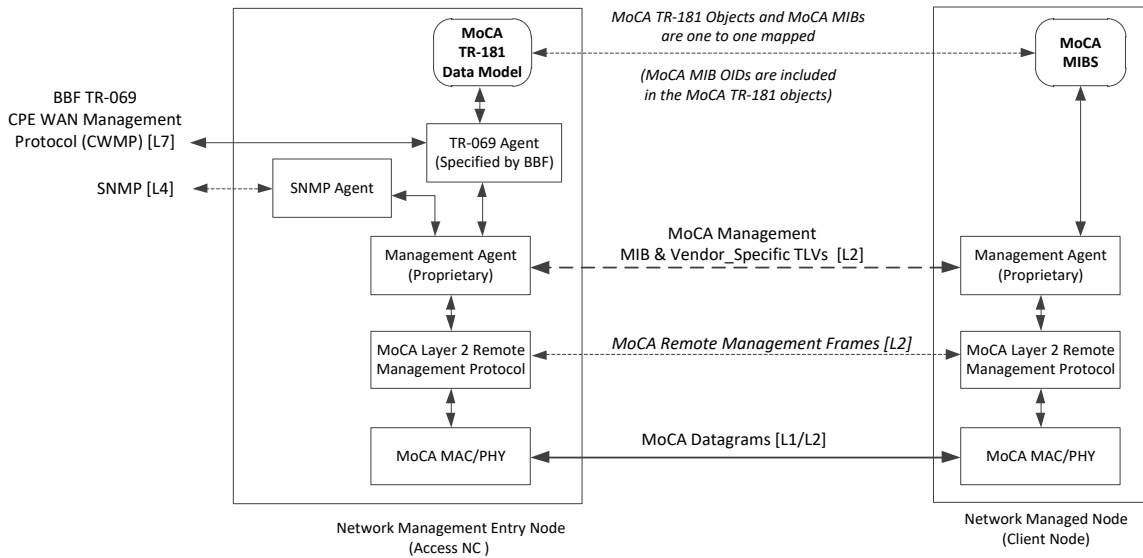 MoCA
TR-181
Data Model
MoCA TR-181 Objects and MoCA MIBs
are one to one mapped
(MoCA MIB OIDs are included
in the MoCA TR-181 objects)
MoCA
MIBS
BBF TR-069
CPE WAN Management
Protocol (CWMP) [L7]
TR-069 Agent
(Specified by BBF)
SNMP [L4]
SNMP Agent
Management Agent
(Proprietary)
MoCA Management
MIB & Vendor_Specific TLVs [L2]
Management Agent
(Proprietary)
MoCA Layer 2 Remote
Management Protocol
MoCA Remote Management Frames [L2]
MoCA Layer 2 Remote
Management Protocol
MoCA MAC/PHY
MoCA Datagrams [L1/L2]
MoCA MAC/PHY
Network Management Entry Node
(Access NC )
Network Managed Node
(Client Node)